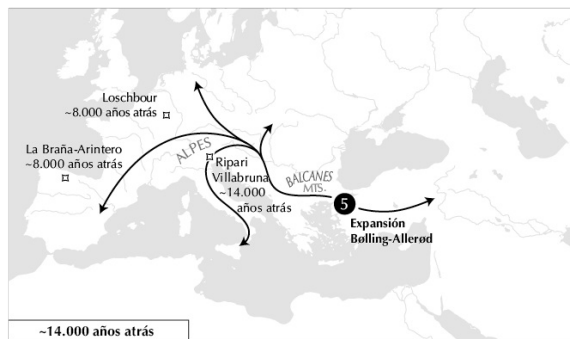 Loschbour
~8.000 años atrás
La Braña-Arintero
~8.000 años atrás
ALPES
Ripari
Villabruna
~14.000
años atrás
BALCANES
MTS.
5
Expansión
Bølling-Allerød
~14.000 años atrás